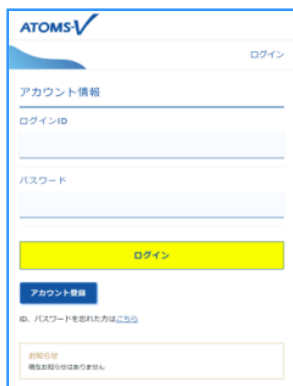 ATOMS-V
ログイン
アカウント情報
ログインID
パスワード
ログイン
アカウント登録
ID、パスワードを忘れた方はこちら
お知らせ
現在お知らせはありません